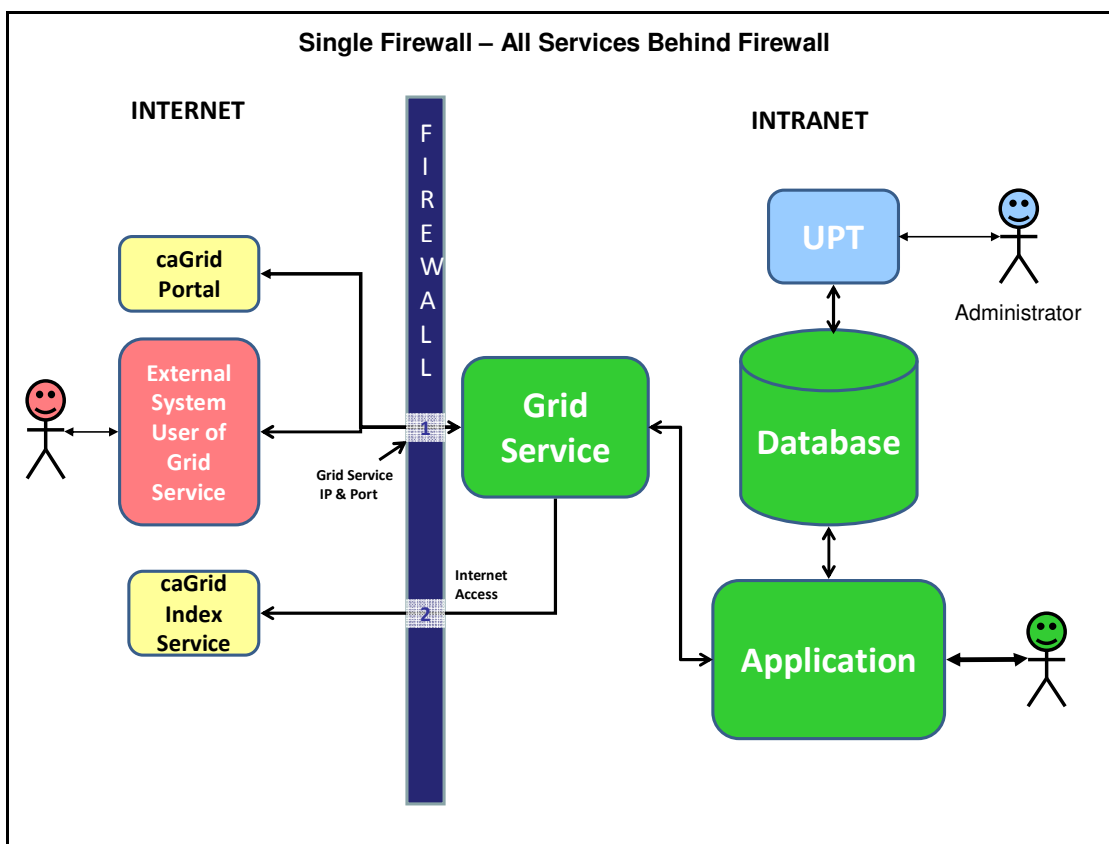 Single Firewall – All Services Behind Firewall
INTERNET
INTRANET
FIREWALL
caGrid
Portal
External
System
User of
Grid
Service
caGrid
Index
Service
1
Grid Service
IP & Port
2
Internet
Access
Grid
Service
UPT
Administrator
Database
Application